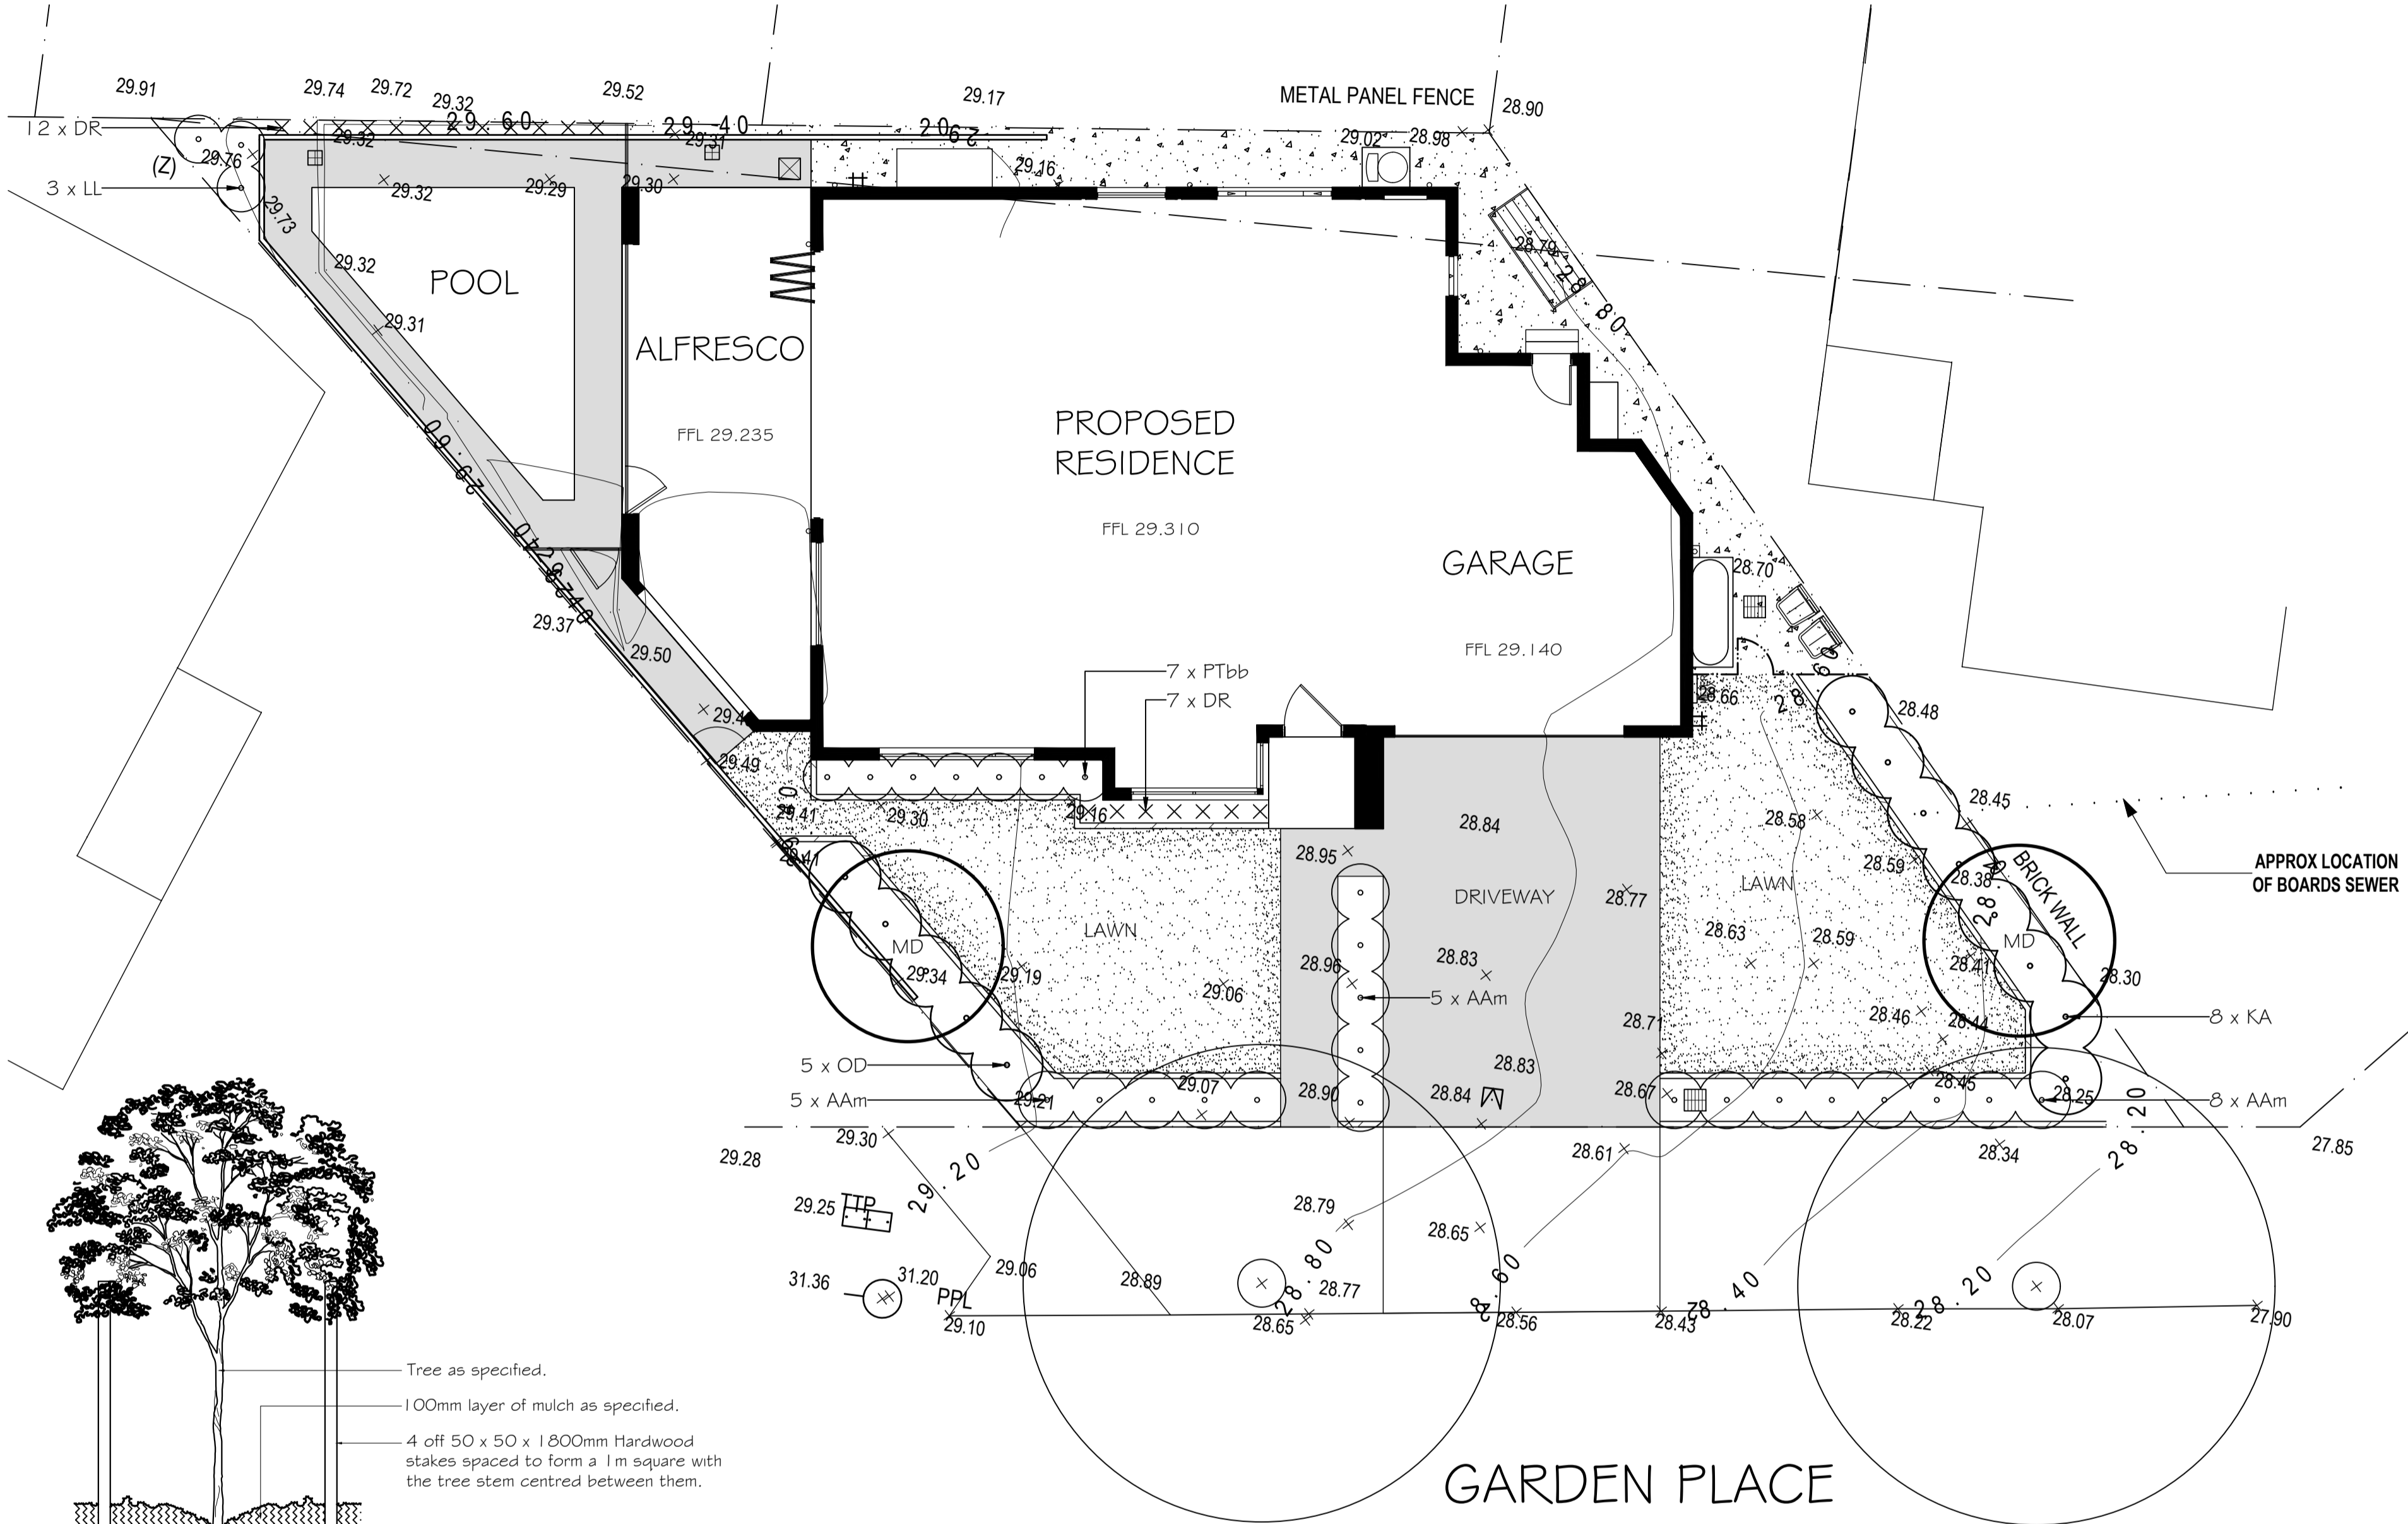 29.91
29.74
29.72
29.32
29.52
29.17
METAL PANEL FENCE
28.90
12 x DR
29.60
29.40
29.20
29.32
29.31
29.02
28.98
(Z)
29.76
29.16
3 x LL
29.32
29.29
29.30
29.73
28.79
28.80
29.32
POOL
29.31
ALFRESCO
PROPOSED
RESIDENCE
FFL 29.235
29.60
FFL 29.310
GARAGE
29.40
29.40
28.70
29.37
29.50
FFL 29.140
7 x PTbb
28.60
28.66
7 x DR
28.48
29.49
28.45
29.41
29.30
29.16
28.84
28.58
28.95
29.41
28.59
BRICK WALL
APPROX LOCATION
OF BOARDS SEWER
28.38
DRIVEWAY
28.77
LAWN
MD
LAWN
28.63
28.59
MD
29.34
29.19
28.96
28.83
28.41
28.30
29.06
5 x AAm
28.71
28.46
28.44
8 x KA
5 x OD
28.83
29.07
28.90
28.84
28.67
28.45
28.25
5 x AAm
29.21
8 x AAm
29.30
28.61
28.34
28.20
27.85
29.28
29.20
29.25
TTP
28.79
28.65
31.36
31.20
29.06
28.89
28.80
28.77
28.60
28.40
28.20
PPL
29.10
28.65
28.56
28.43
28.22
28.07
27.90
Tree as specified.
100mm layer of mulch as specified.
4 off 50 x 50 x 1800mm Hardwood
stakes spaced to form a 1m square with
the tree stem centred between them.
GARDEN PLACE